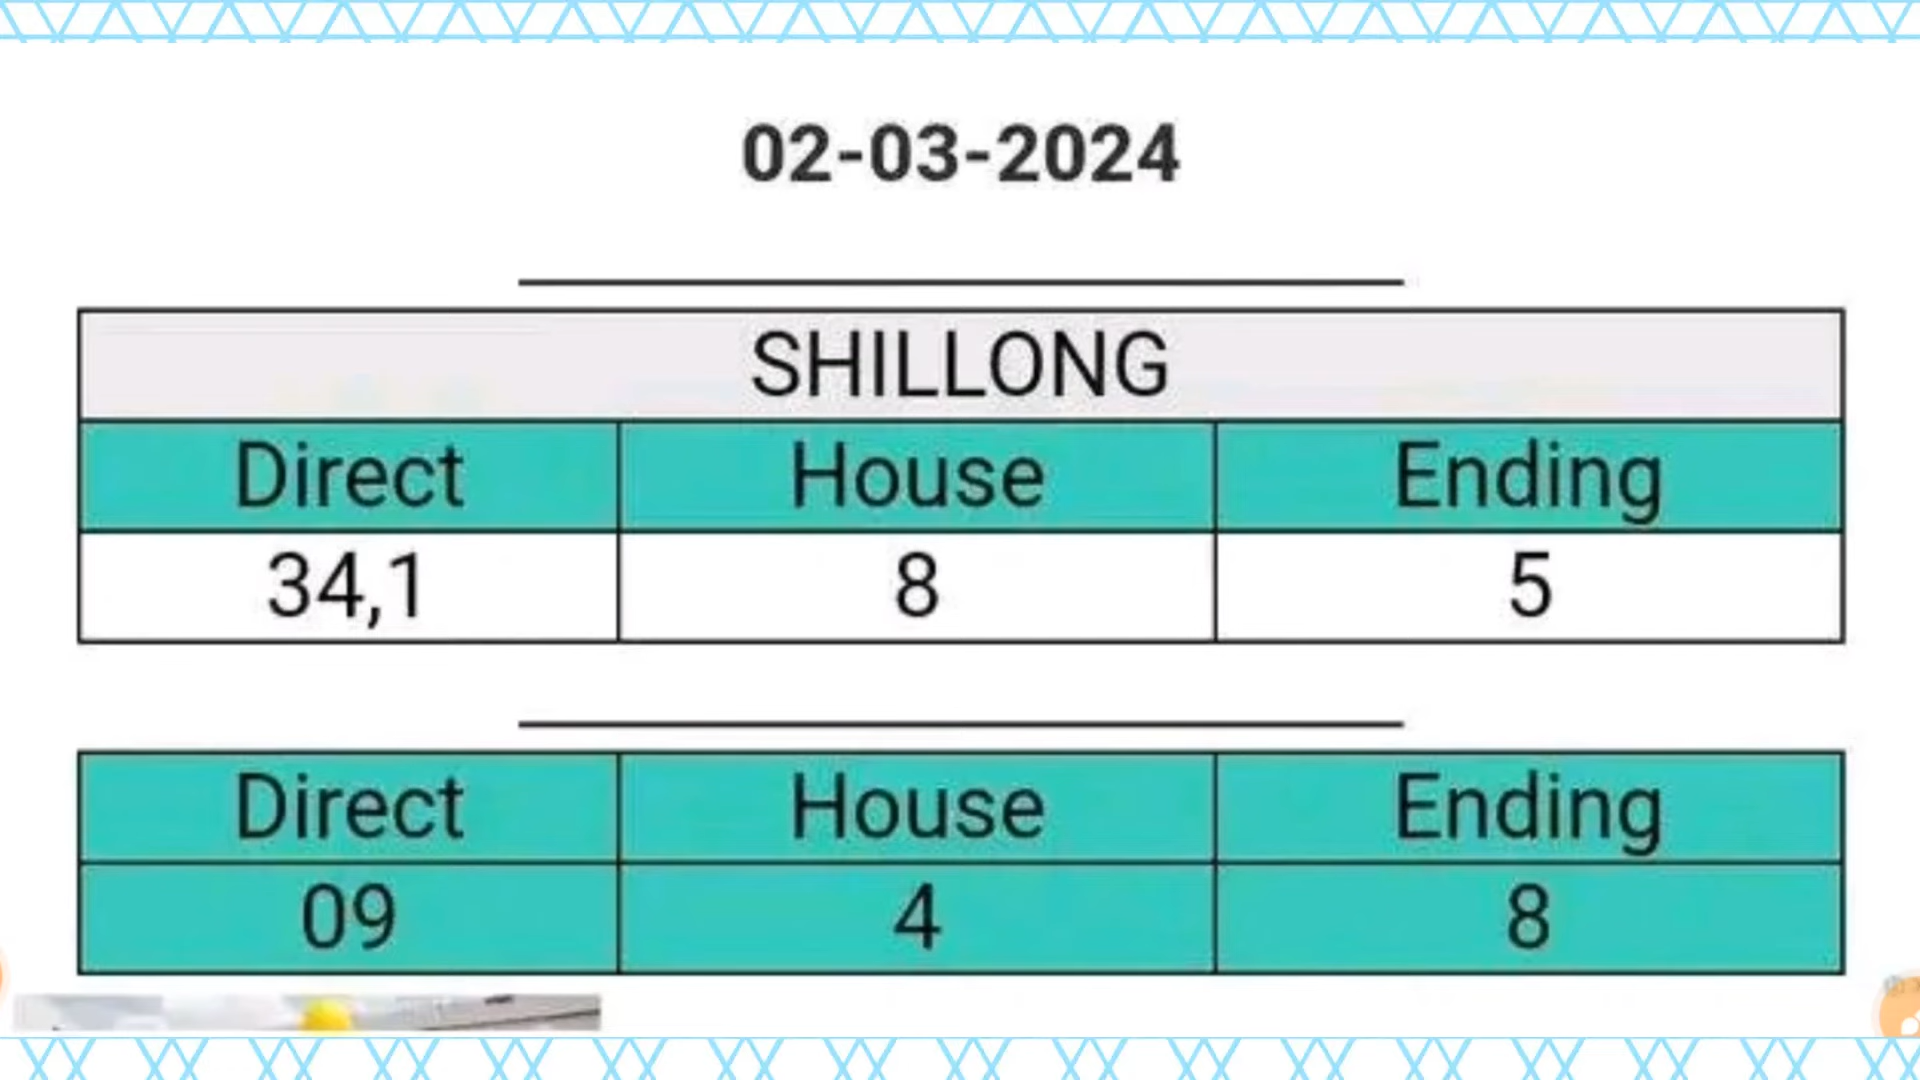 02-03-2024
SHILLONG
Direct House Ending
34,1 8 5
Direct House Ending
09 4 8